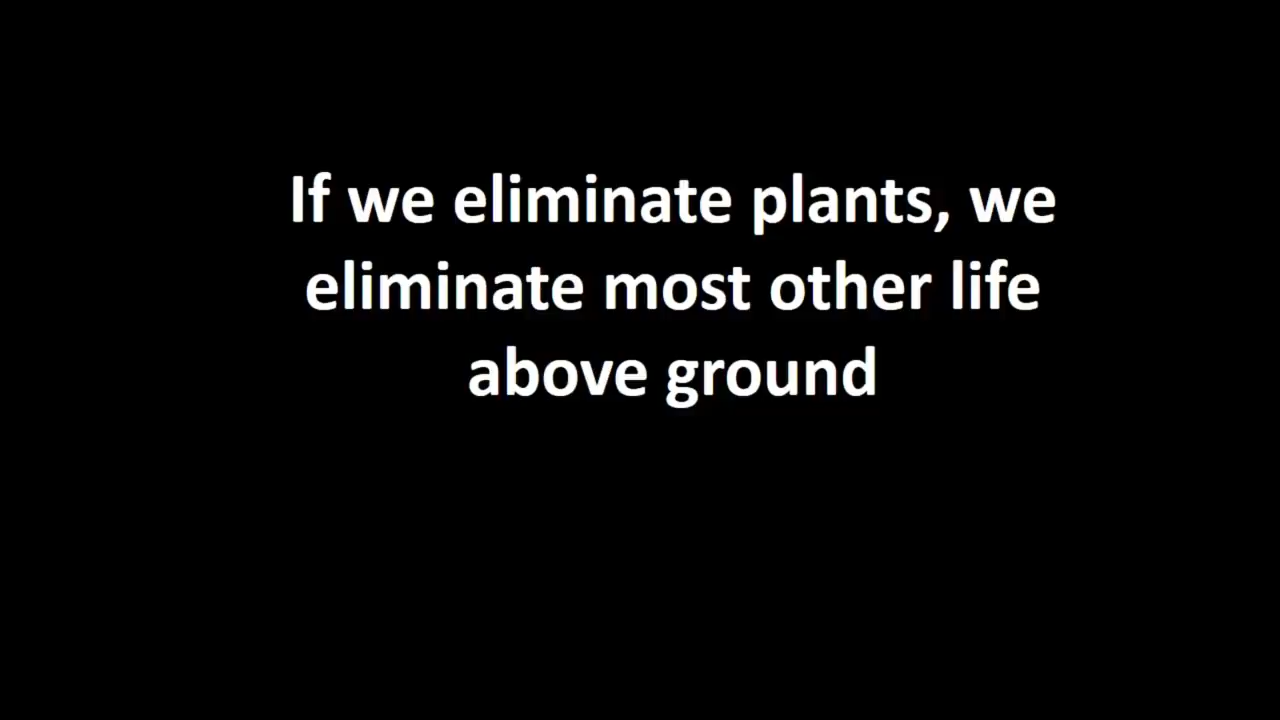 If we eliminate plants, we
eliminate most other life
above ground